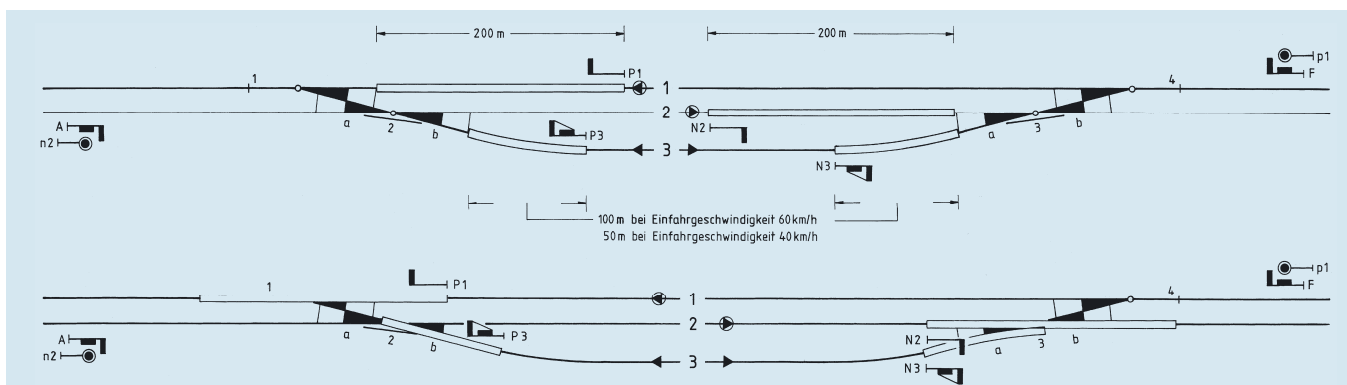 200 m 200 m
p1
F
1 P1 1 4
2
A a 2 b P3 N2 a 3 b
n2
3
N3
100 m bei Einfahrgeschwindigkeit 60 km/h
50 m bei Einfahrgeschwindigkeit 40 km/h
p1
F
1 P1 1 4
2
A a 2 b P3 N2 a 3 b
n2
3
N3